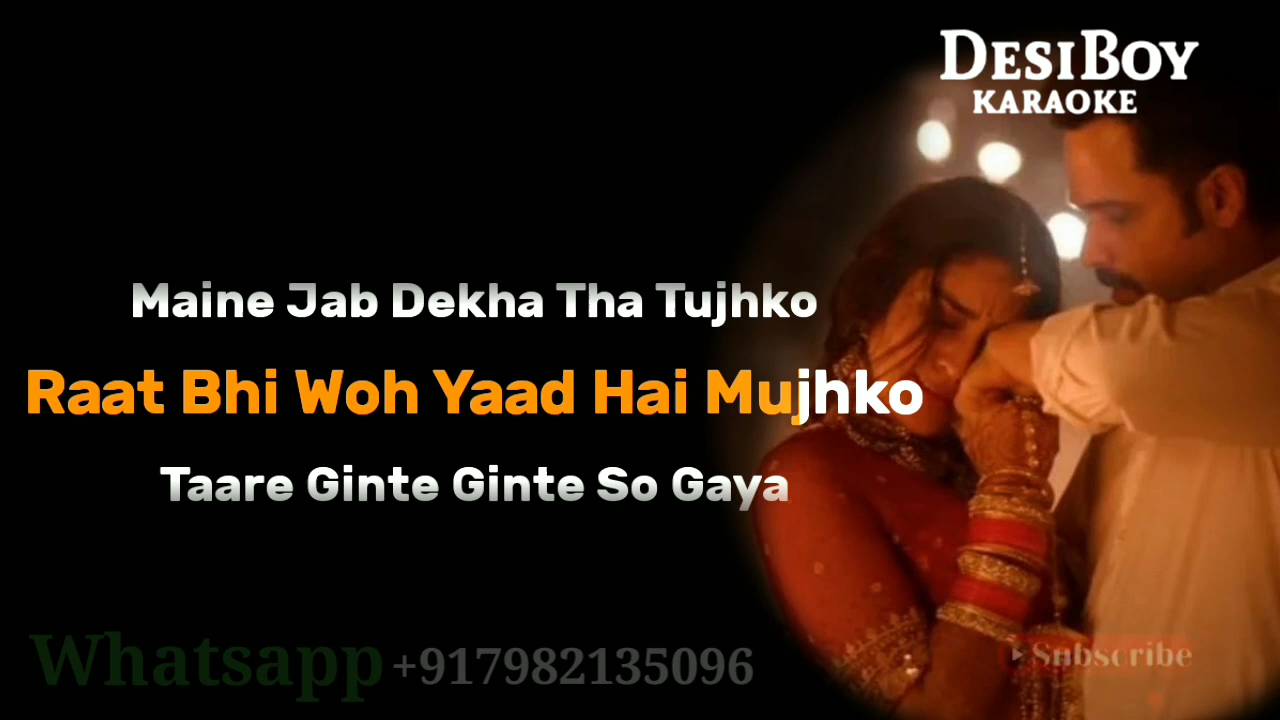 DESIBOY
KARAOKE
Maine Jab Dekha Tha Tujhko
Raat Bhi Woh Yaad Hai Mujhko
Taare Ginte Ginte So Gaya
Whatsapp +917982135096
Subscribe